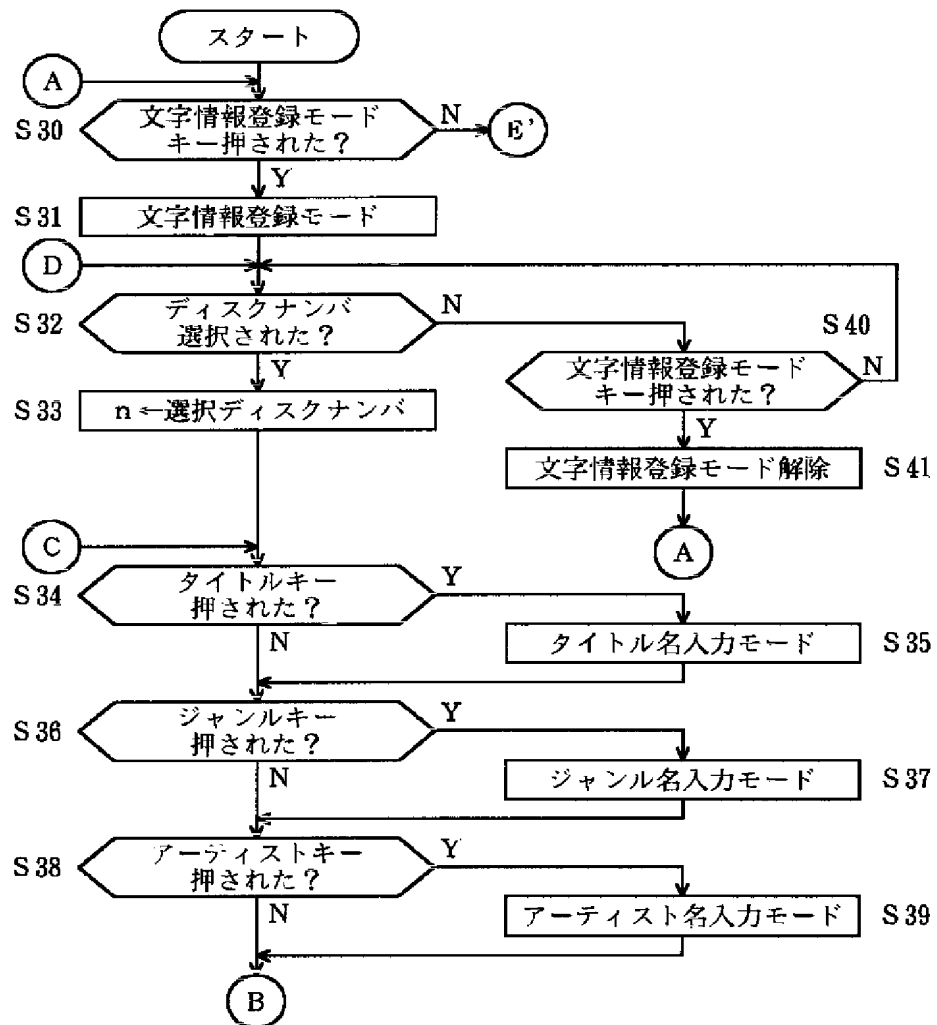 スタート
A
S30
文字情報登録モード
キー押された？
N
E'
Y
S31
文字情報登録モード
D
S32
ディスクナンバ
選択された？
N
Y
S40
文字情報登録モード
キー押された？
N
Y
S33
n←選択ディスクナンバ
文字情報登録モード解除
S41
A
C
S34
タイトルキー
押された？
Y
N
タイトル名入力モード
S35
S36
ジャンルキー
押された？
Y
N
ジャンル名入力モード
S37
S38
アーティストキー
押された？
Y
N
アーティスト名入力モード
S39
B